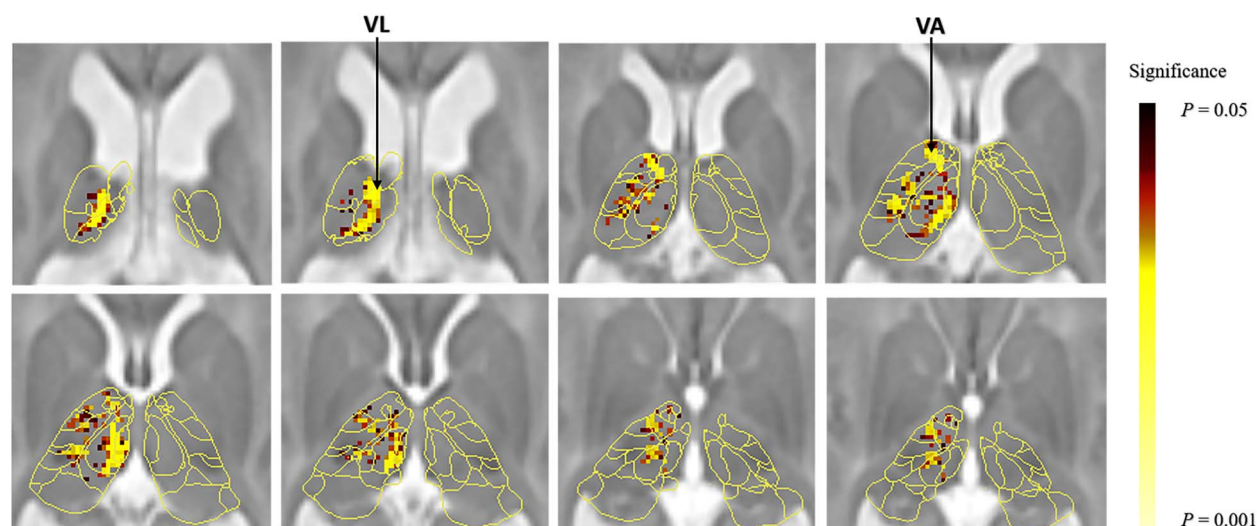 VL
VA
Significance
P = 0.05
P = 0.001